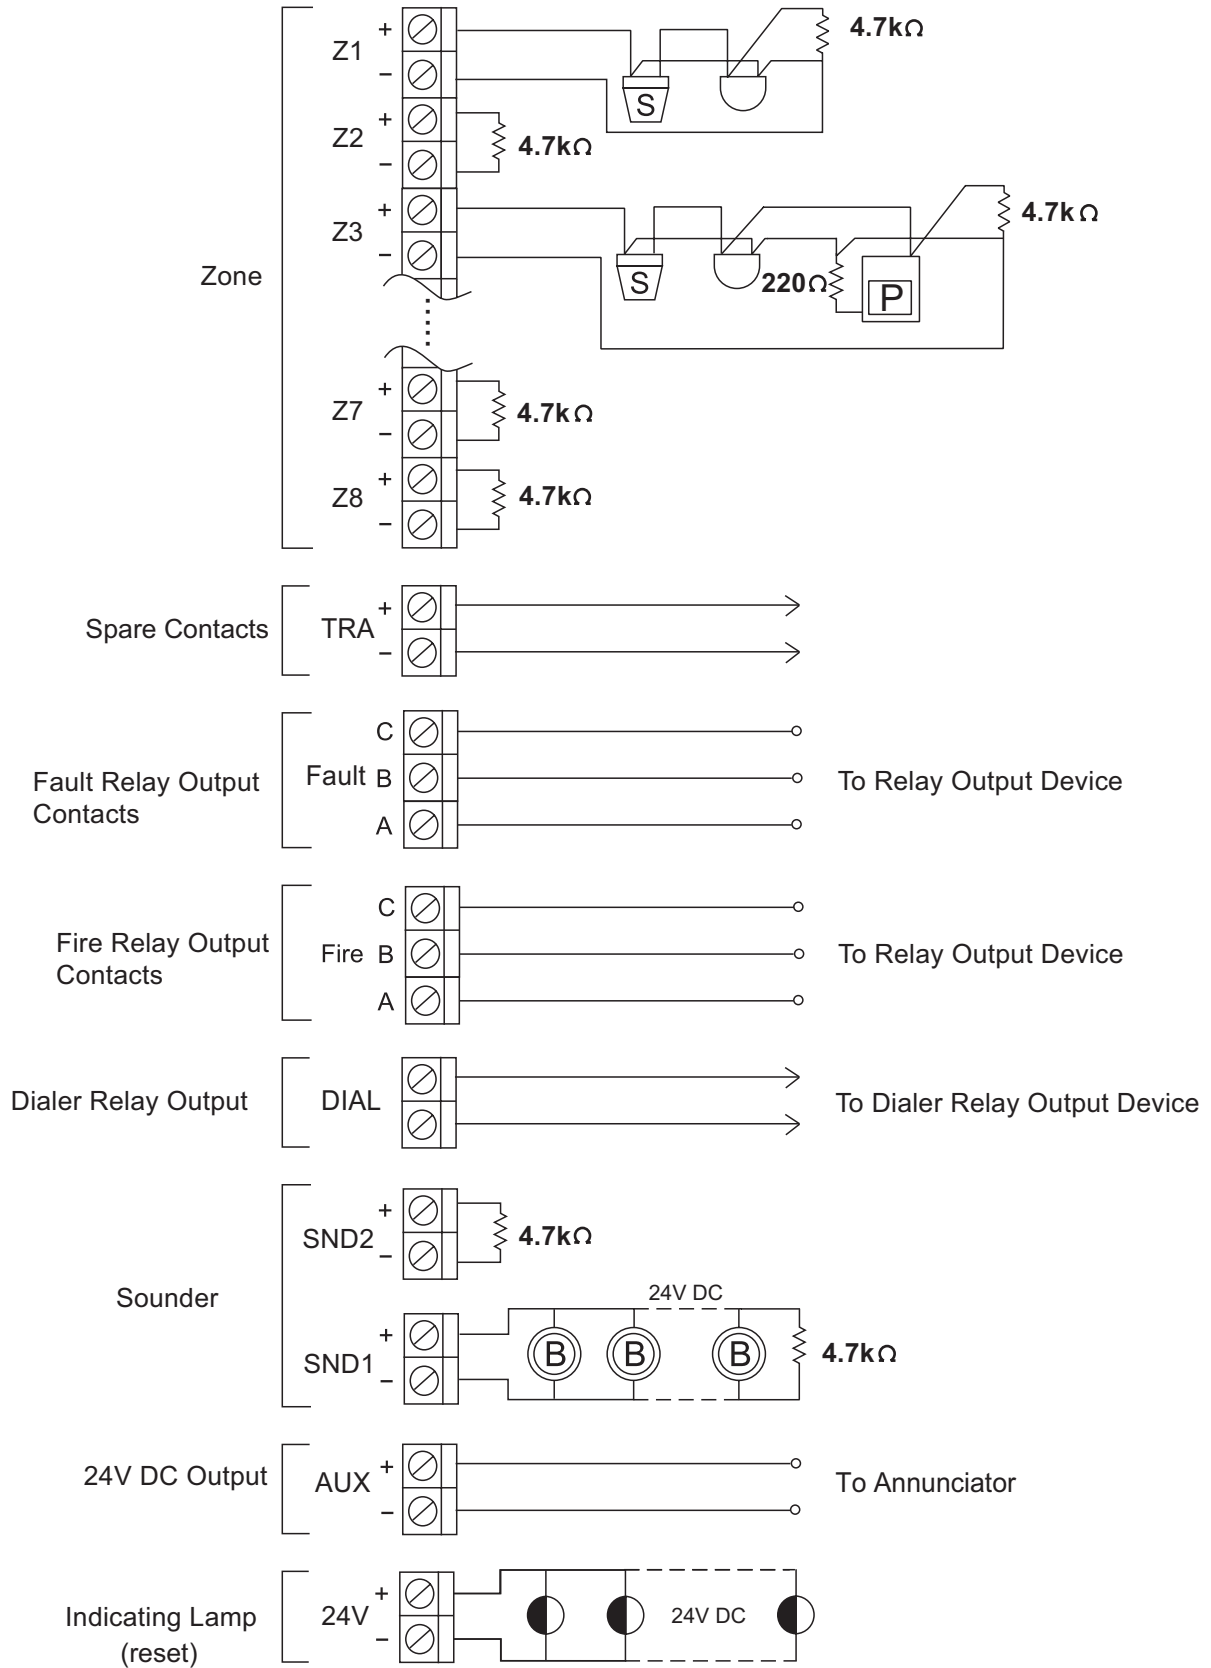 Zone
Z1 + −
S
4.7kΩ
Z2 + −
4.7kΩ
Z3 + −
S
220Ω
P
4.7kΩ
Z7 + −
4.7kΩ
Z8 + −
4.7kΩ
Spare Contacts
TRA + −
Fault Relay Output
Contacts
Fault
C
B
A
To Relay Output Device
Fire Relay Output
Contacts
Fire
C
B
A
To Relay Output Device
Dialer Relay Output
DIAL
To Dialer Relay Output Device
Sounder
SND2 + −
4.7kΩ
SND1 + −
24V DC
B B B
4.7kΩ
24V DC Output
AUX + −
To Annunciator
Indicating Lamp
(reset)
24V + −
24V DC